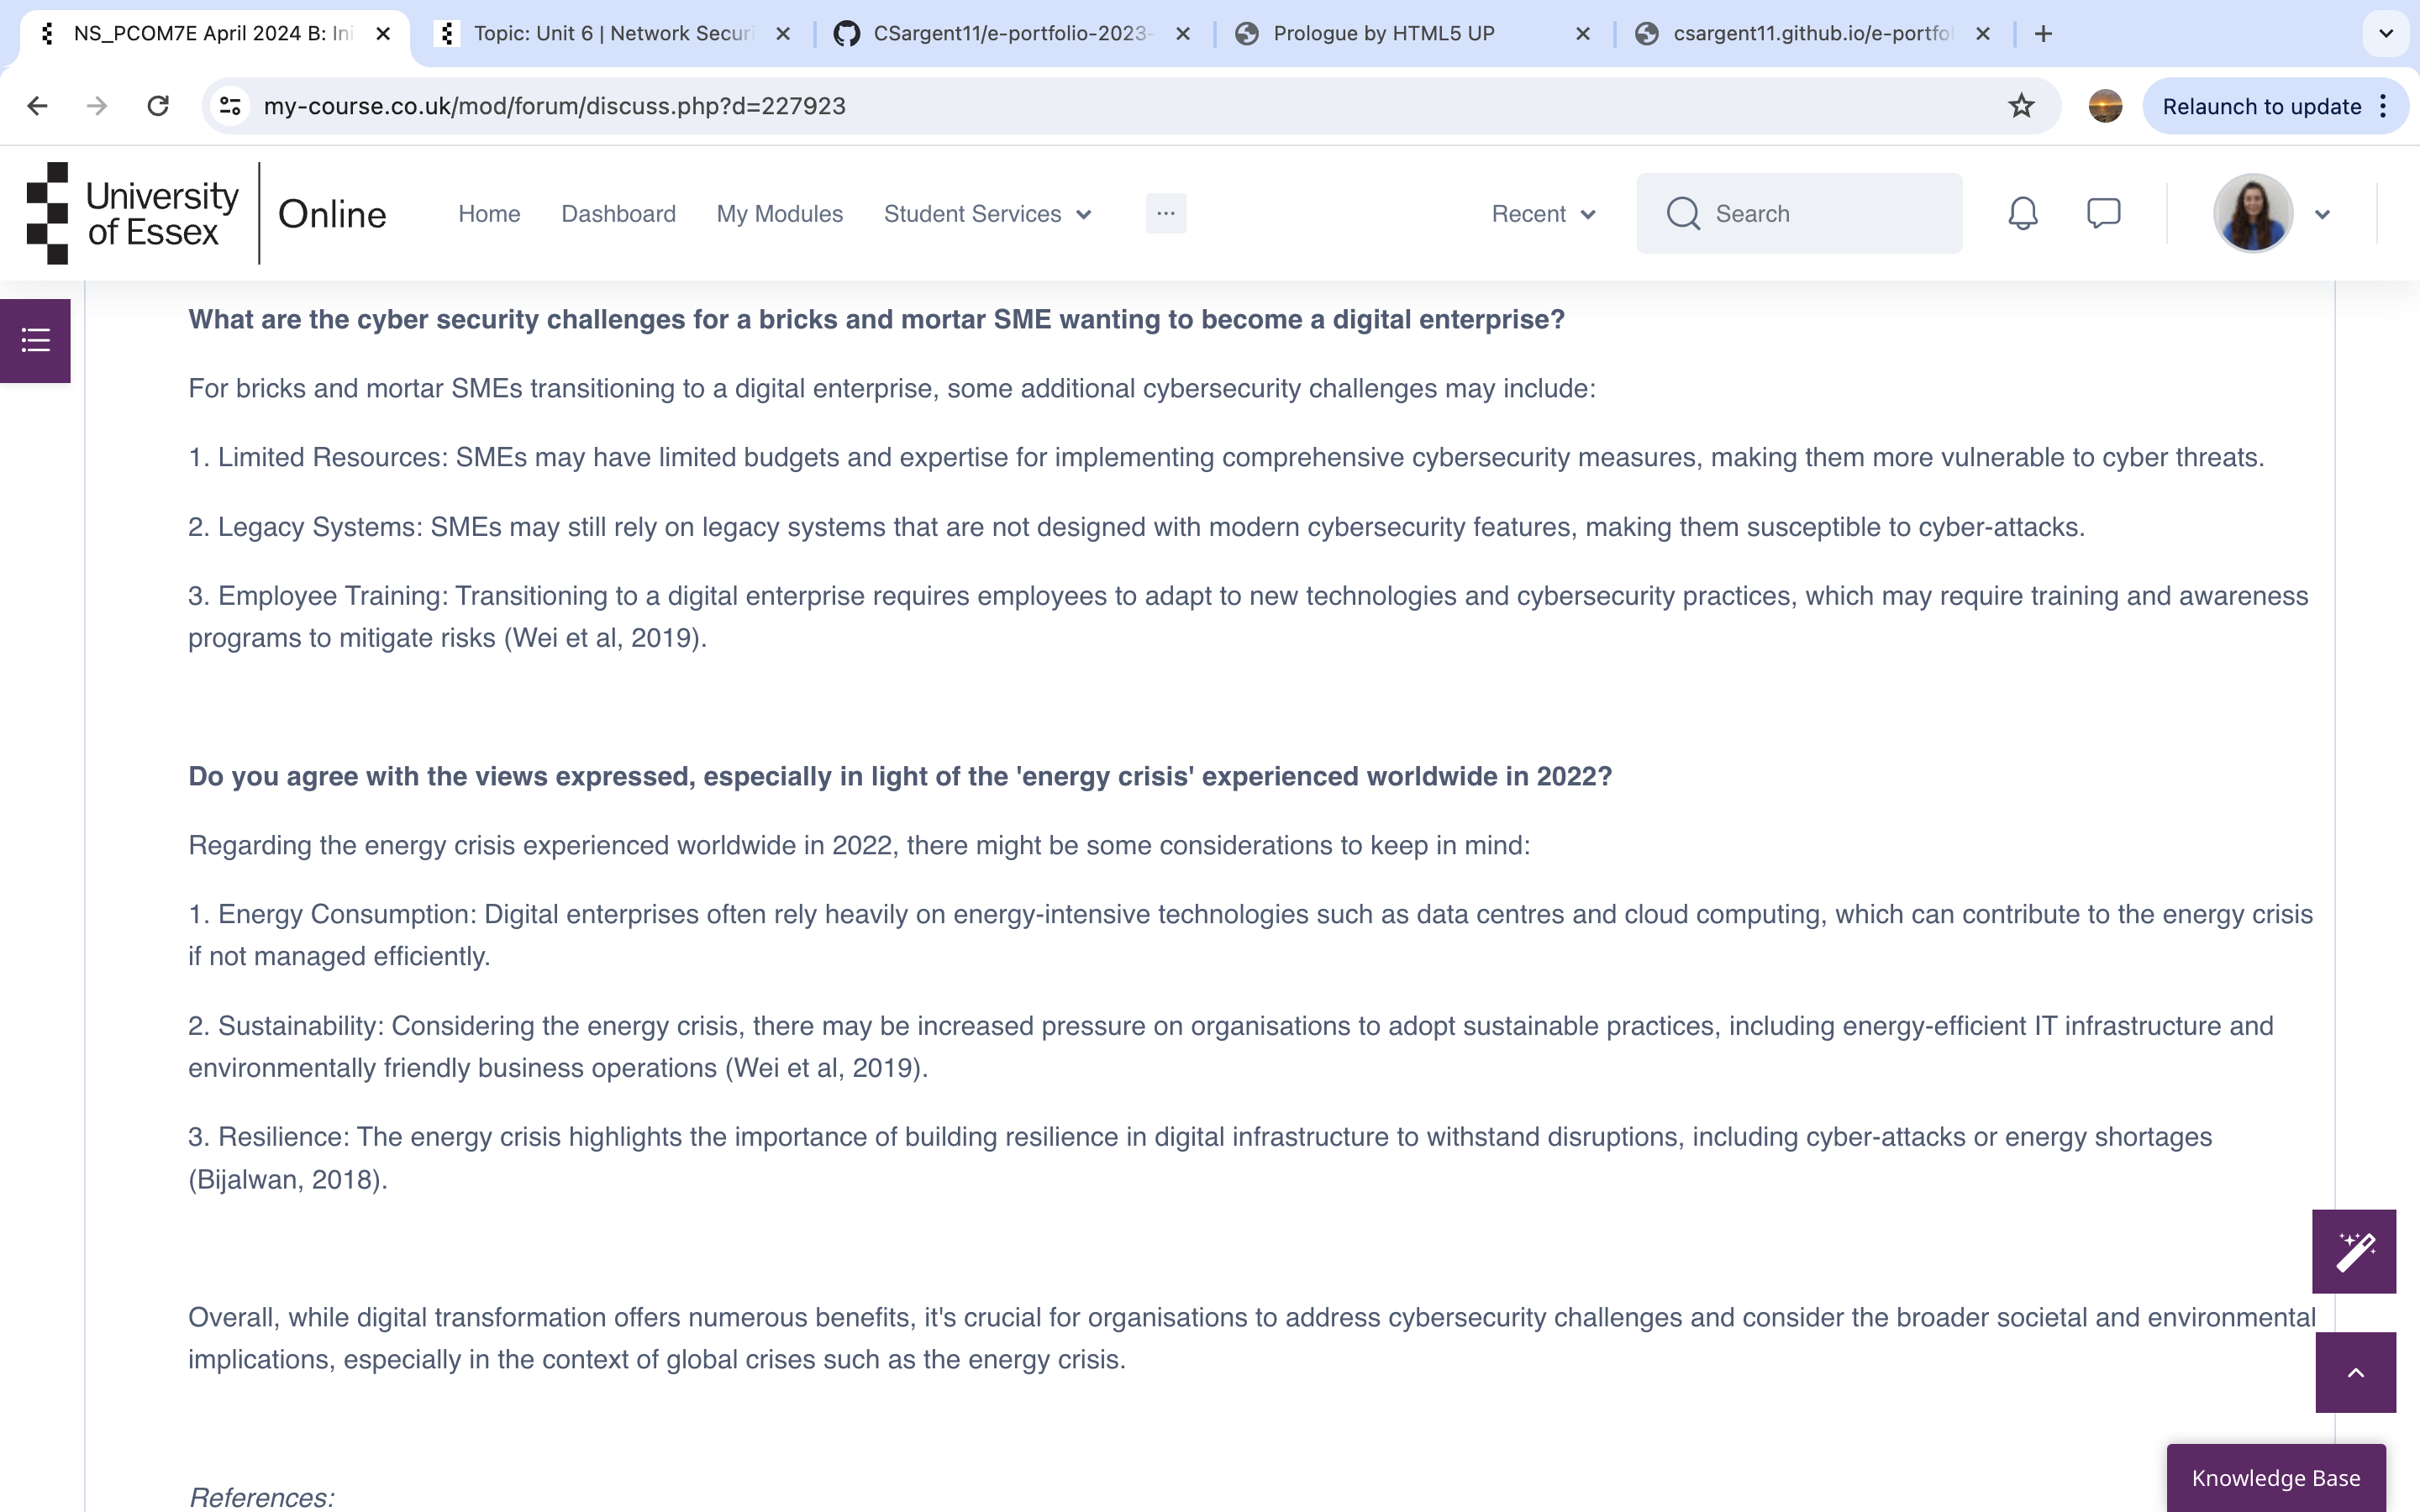 NS_PCOM7E April 2024 B: Ini
Topic: Unit 6 | Network Securi
CSargent11/e-portfolio-2023-
Prologue by HTML5 UP
csargent11.github.io/e-portfol
my-course.co.uk/mod/forum/discuss.php?d=227923
Relaunch to update
University
of Essex
Online
Home
Dashboard
My Modules
Student Services
Recent
Search
What are the cyber security challenges for a bricks and mortar SME wanting to become a digital enterprise?
For bricks and mortar SMEs transitioning to a digital enterprise, some additional cybersecurity challenges may include:
1. Limited Resources: SMEs may have limited budgets and expertise for implementing comprehensive cybersecurity measures, making them more vulnerable to cyber threats.
2. Legacy Systems: SMEs may still rely on legacy systems that are not designed with modern cybersecurity features, making them susceptible to cyber-attacks.
3. Employee Training: Transitioning to a digital enterprise requires employees to adapt to new technologies and cybersecurity practices, which may require training and awareness
programs to mitigate risks (Wei et al, 2019).
Do you agree with the views expressed, especially in light of the 'energy crisis' experienced worldwide in 2022?
Regarding the energy crisis experienced worldwide in 2022, there might be some considerations to keep in mind:
1. Energy Consumption: Digital enterprises often rely heavily on energy-intensive technologies such as data centres and cloud computing, which can contribute to the energy crisis
if not managed efficiently.
2. Sustainability: Considering the energy crisis, there may be increased pressure on organisations to adopt sustainable practices, including energy-efficient IT infrastructure and
environmentally friendly business operations (Wei et al, 2019).
3. Resilience: The energy crisis highlights the importance of building resilience in digital infrastructure to withstand disruptions, including cyber-attacks or energy shortages
(Bijalwan, 2018).
Overall, while digital transformation offers numerous benefits, it's crucial for organisations to address cybersecurity challenges and consider the broader societal and environmental
implications, especially in the context of global crises such as the energy crisis.
References:
Knowledge Base